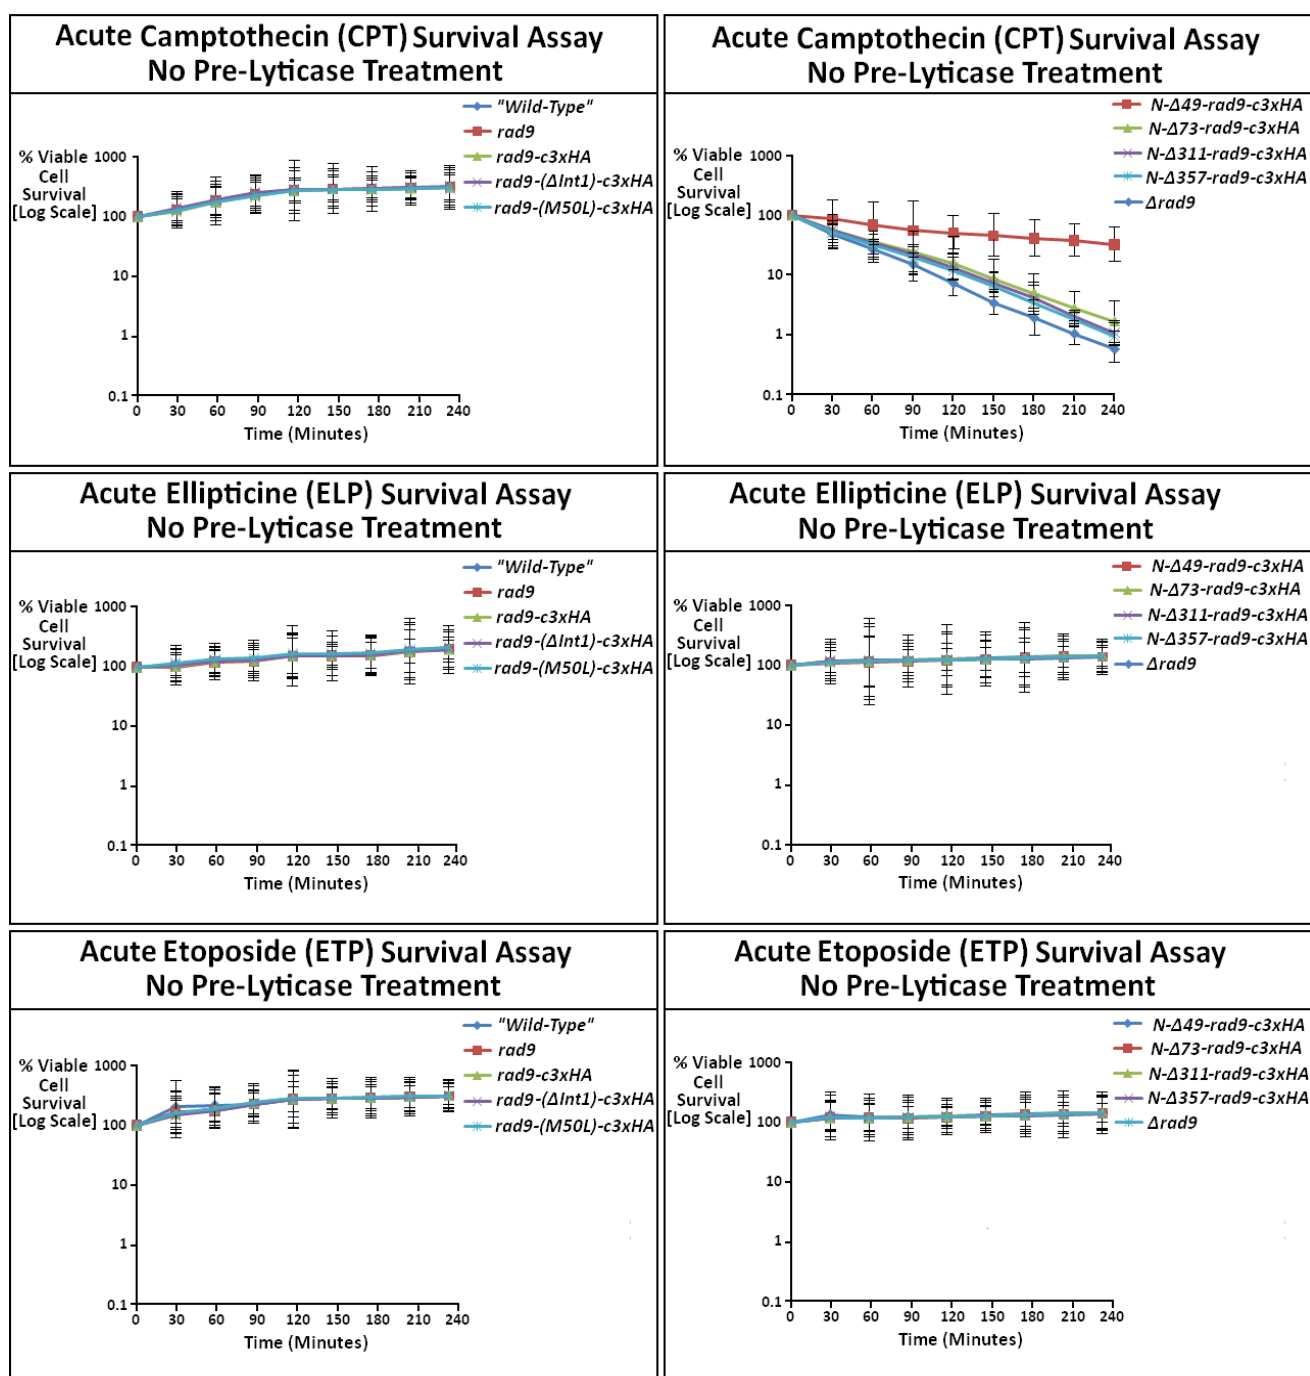 Acute Camptothecin (CPT) Survival Assay
No Pre-Lyticase Treatment
"Wild-Type"
rad9
rad9-c3xHA
rad9-(ΔInt1)-c3xHA
rad9-(M50L)-c3xHA
% Viable
Cell
Survival
[Log Scale]
1000
100
10
1
0.1
0 30 60 90 120 150 180 210 240
Time (Minutes)
Acute Camptothecin (CPT) Survival Assay
No Pre-Lyticase Treatment
N-Δ49-rad9-c3xHA
N-Δ73-rad9-c3xHA
N-Δ311-rad9-c3xHA
N-Δ357-rad9-c3xHA
Δrad9
% Viable
Cell
Survival
[Log Scale]
1000
100
10
1
0.1
0 30 60 90 120 150 180 210 240
Time (Minutes)
Acute Ellipticine (ELP) Survival Assay
No Pre-Lyticase Treatment
"Wild-Type"
rad9
rad9-c3xHA
rad9-(ΔInt1)-c3xHA
rad9-(M50L)-c3xHA
% Viable
Cell
Survival
[Log Scale]
1000
100
10
1
0.1
0 30 60 90 120 150 180 210 240
Time (Minutes)
Acute Ellipticine (ELP) Survival Assay
No Pre-Lyticase Treatment
N-Δ49-rad9-c3xHA
N-Δ73-rad9-c3xHA
N-Δ311-rad9-c3xHA
N-Δ357-rad9-c3xHA
Δrad9
% Viable
Cell
Survival
[Log Scale]
1000
100
10
1
0.1
0 30 60 90 120 150 180 210 240
Time (Minutes)
Acute Etoposide (ETP) Survival Assay
No Pre-Lyticase Treatment
"Wild-Type"
rad9
rad9-c3xHA
rad9-(ΔInt1)-c3xHA
rad9-(M50L)-c3xHA
% Viable
Cell
Survival
[Log Scale]
1000
100
10
1
0.1
0 30 60 90 120 150 180 210 240
Time (Minutes)
Acute Etoposide (ETP) Survival Assay
No Pre-Lyticase Treatment
N-Δ49-rad9-c3xHA
N-Δ73-rad9-c3xHA
N-Δ311-rad9-c3xHA
N-Δ357-rad9-c3xHA
Δrad9
% Viable
Cell
Survival
[Log Scale]
1000
100
10
1
0.1
0 30 60 90 120 150 180 210 240
Time (Minutes)